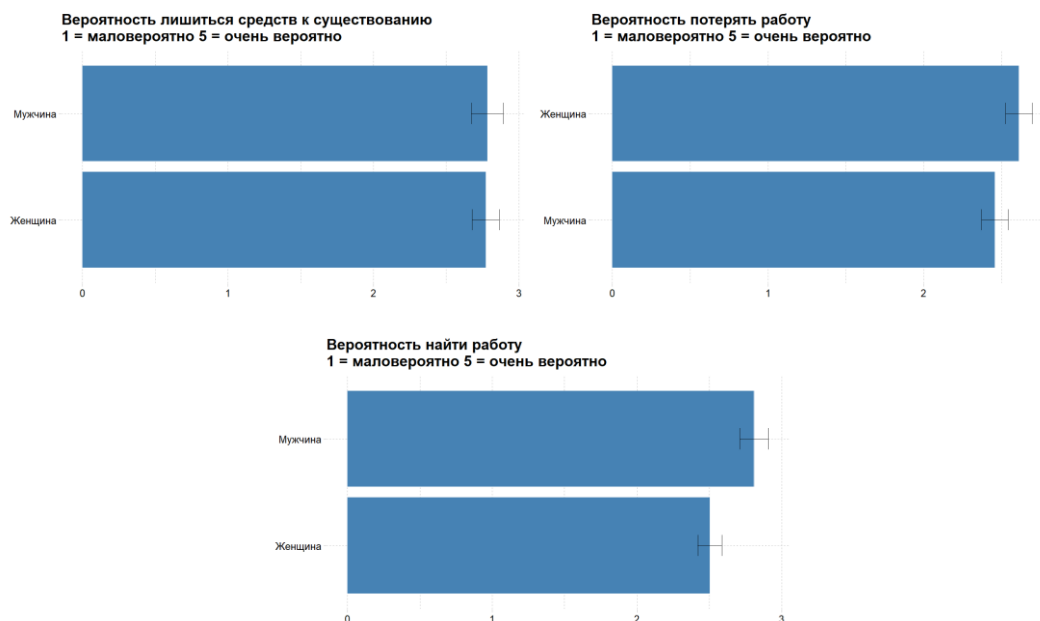 Вероятность лишиться средств к существованию
1 = маловероятно 5 = очень вероятно
Мужчина
Женщина
0 1 2 3
Вероятность потерять работу
1 = маловероятно 5 = очень вероятно
Женщина
Мужчина
0 1 2
Вероятность найти работу
1 = маловероятно 5 = очень вероятно
Мужчина
Женщина
0 1 2 3